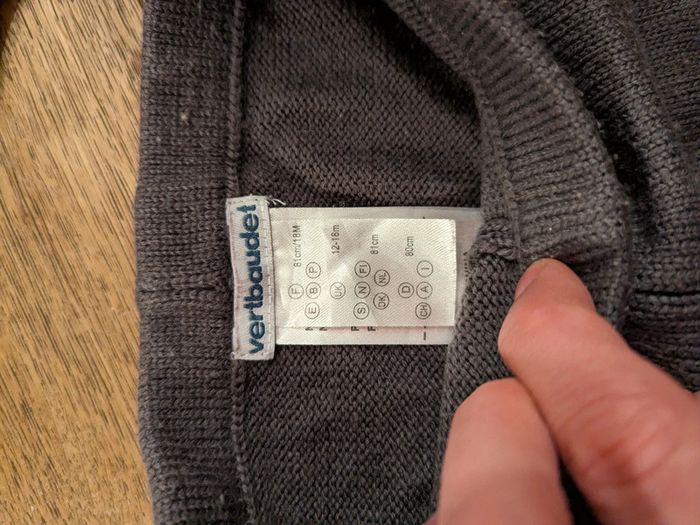 vertbaudet
F 81cm/18M
E B P
UK 12-18m
S N FI 81cm
DK NL
D 80cm
CH A I